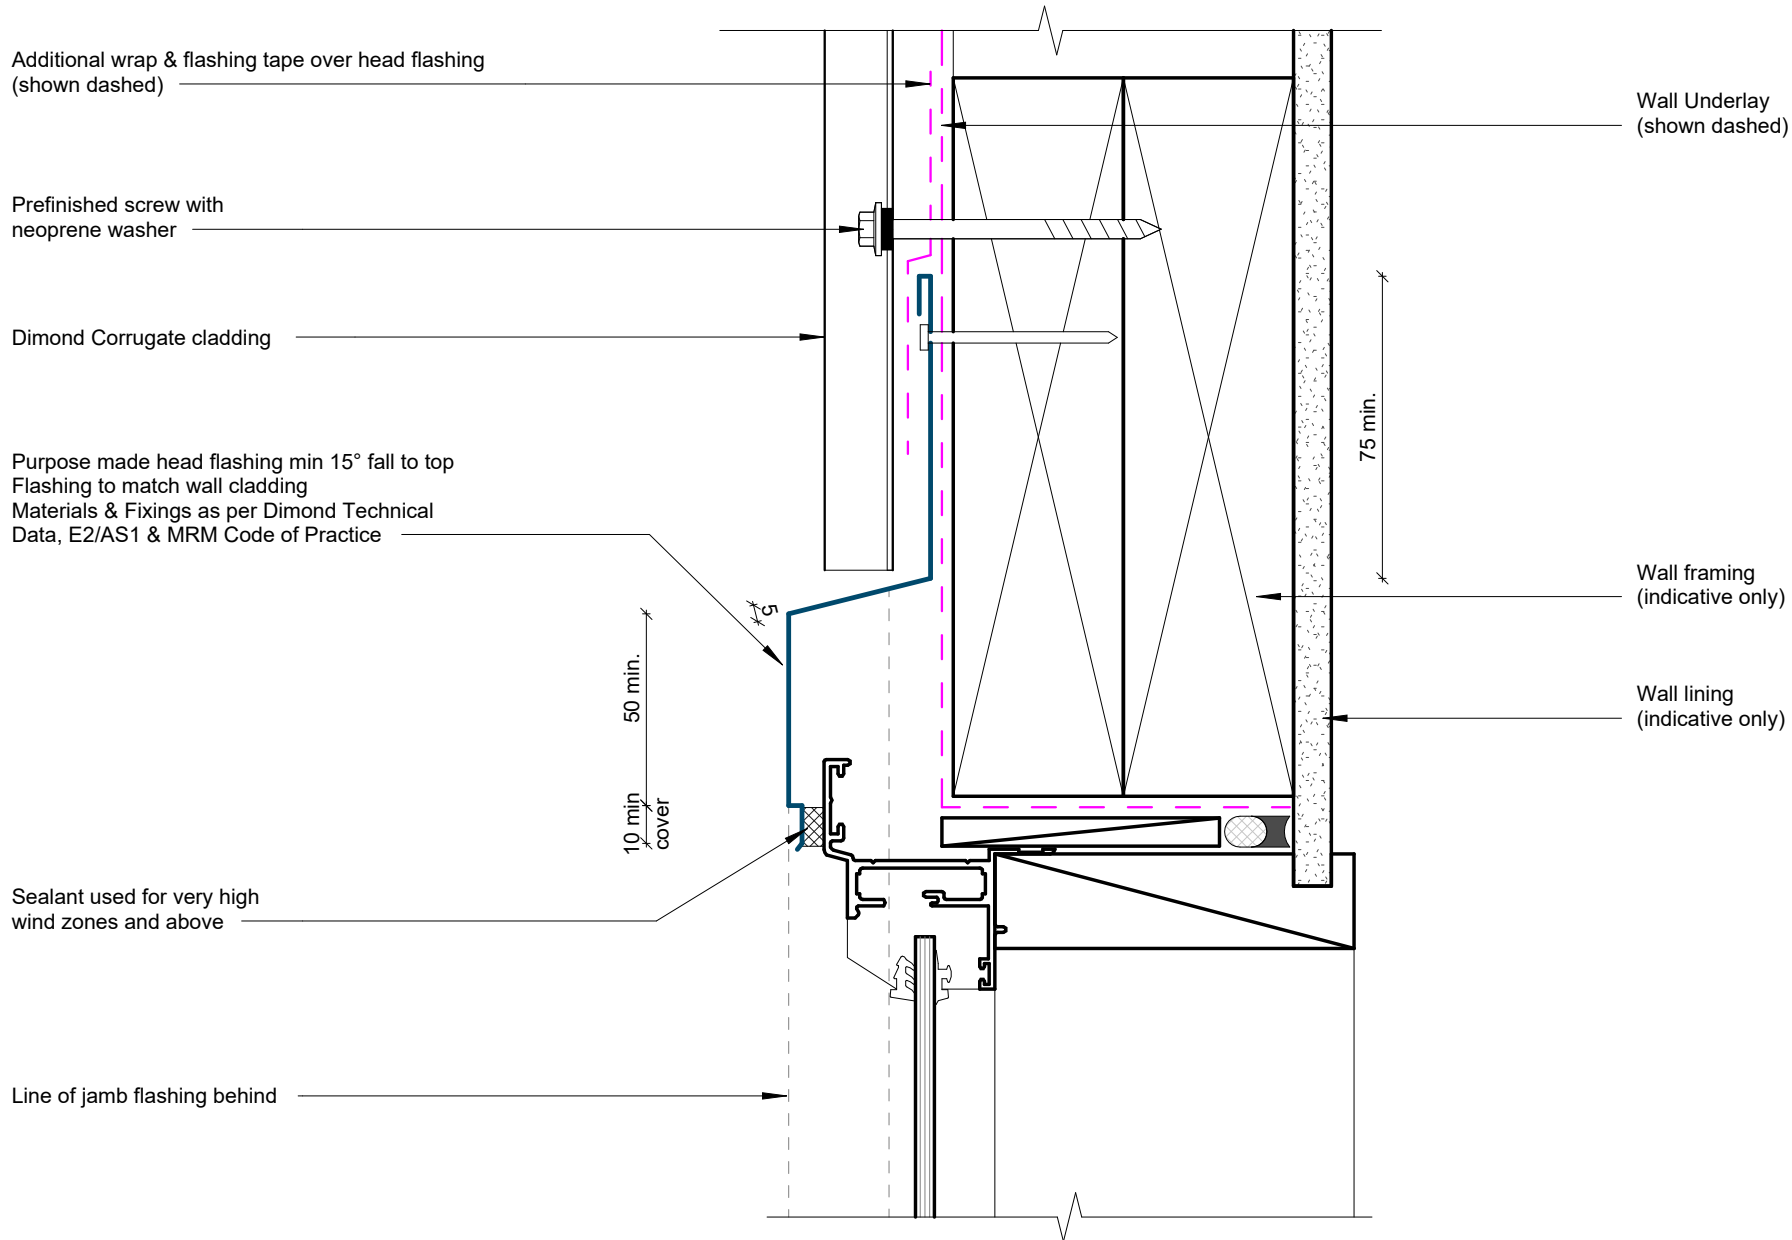 Additional wrap & flashing tape over head flashing
(shown dashed)
Wall Underlay
(shown dashed)
Prefinished screw with
neoprene washer
Dimond Corrugate cladding
75 min.
Purpose made head flashing min 15° fall to top
Flashing to match wall cladding
Materials & Fixings as per Dimond Technical
Data, E2/AS1 & MRM Code of Practice
Wall framing
(indicative only)
5
50 min.
Wall lining
(indicative only)
10 min
cover
Sealant used for very high
wind zones and above
Line of jamb flashing behind